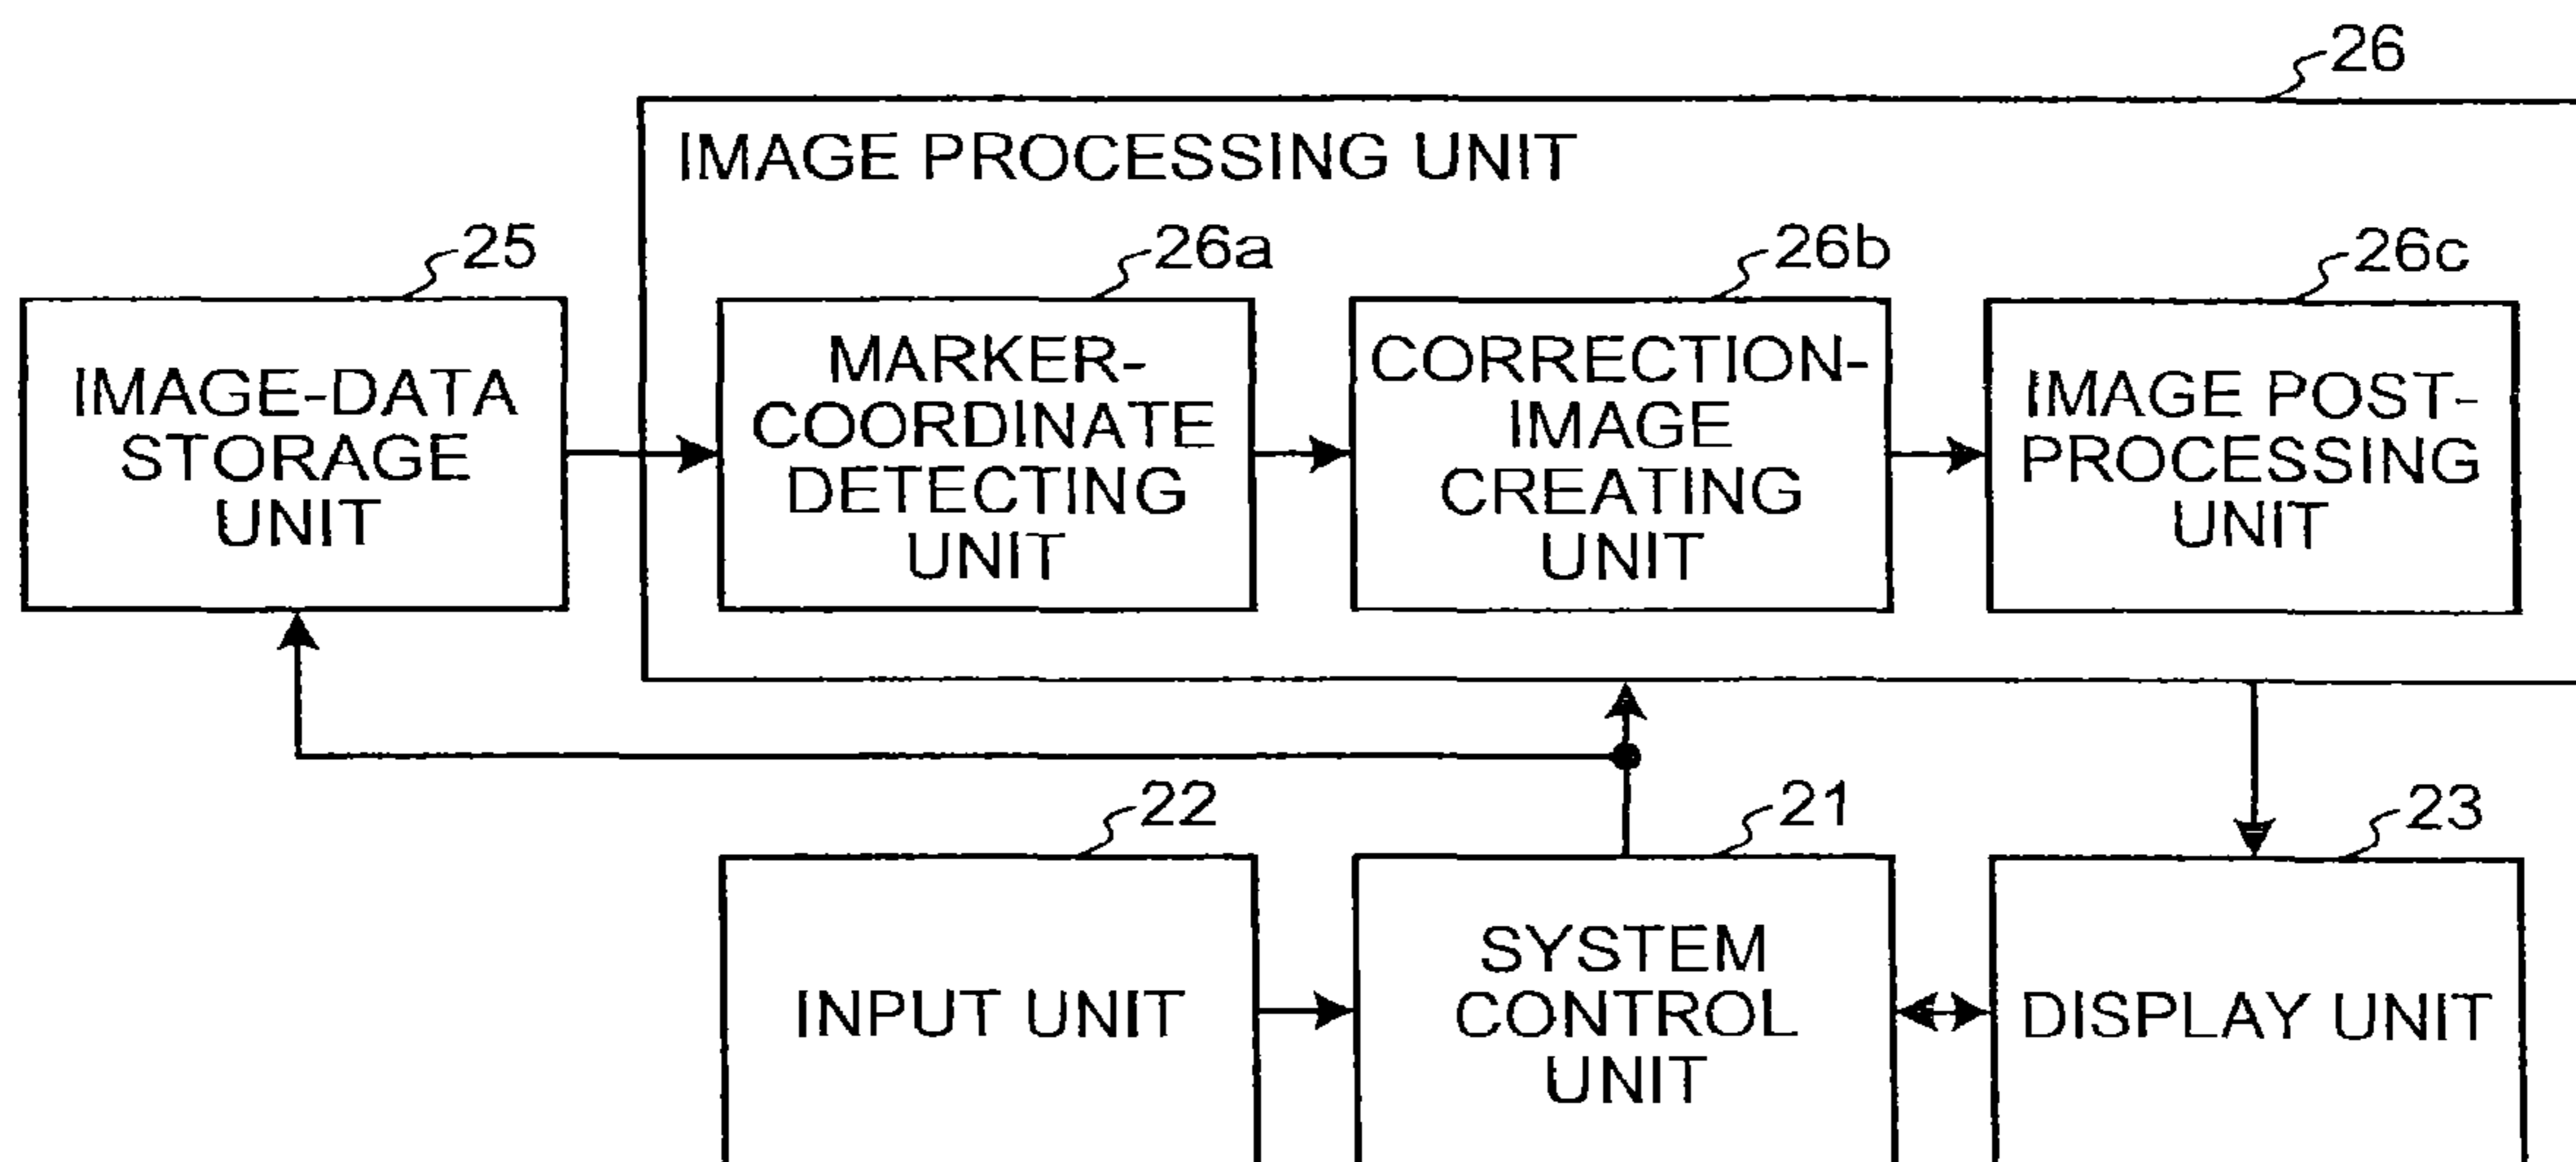 26
IMAGE PROCESSING UNIT
25
26a
26b
26c
IMAGE-DATA
STORAGE
UNIT
MARKER-
COORDINATE
DETECTING
UNIT
CORRECTION-
IMAGE
CREATING
UNIT
IMAGE POST-
PROCESSING
UNIT
22
21
23
INPUT UNIT
SYSTEM
CONTROL
UNIT
DISPLAY UNIT